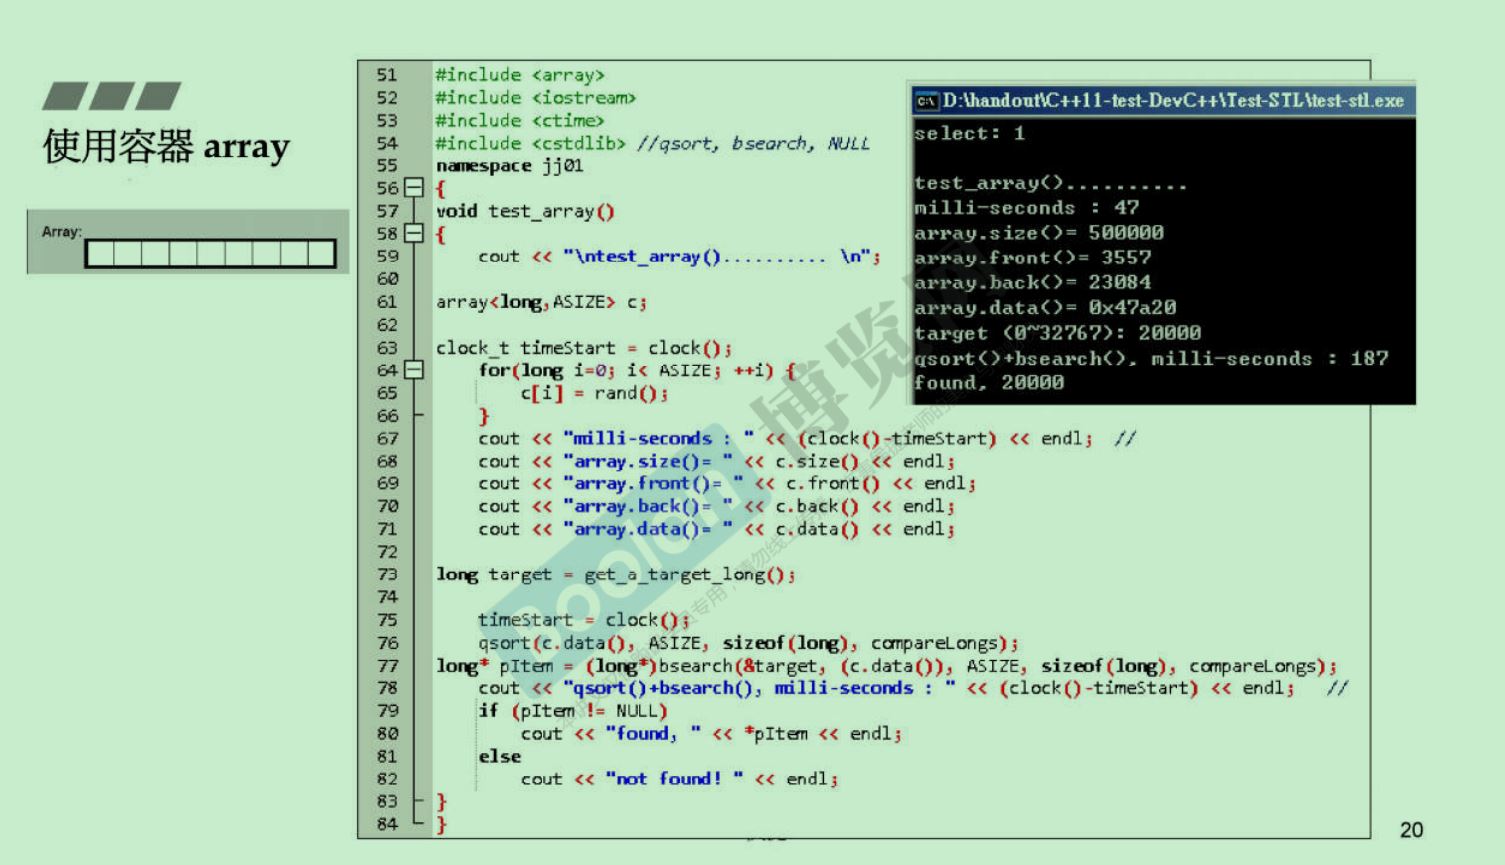 使用容器 array
Array:
51 #include <array>
52 #include <iostream>
53 #include <ctime>
54 #include <cstdlib> //qsort, bsearch, NULL
55 namespace jj01
56 {
57 void test_array()
58 {
59 cout << "\ntest_array().......... \n";
60
61 array<long,ASIZE> c;
62
63 clock_t timeStart = clock();
64 for(long i=0; i< ASIZE; ++i) {
65 c[i] = rand();
66 }
67 cout << "milli-seconds : " << (clock()-timeStart) << endl; //
68 cout << "array.size()= " << c.size() << endl;
69 cout << "array.front()= " << c.front() << endl;
70 cout << "array.back()= " << c.back() << endl;
71 cout << "array.data()= " << c.data() << endl;
72
73 long target = get_a_target_long();
74
75 timeStart = clock();
76 qsort(c.data(), ASIZE, sizeof(long), compareLongs);
77 long* pItem = (long*)bsearch(&target, (c.data()), ASIZE, sizeof(long), compareLongs);
78 cout << "qsort()+bsearch(), milli-seconds : " << (clock()-timeStart) << endl; //
79 if (pItem != NULL)
80 cout << "found, " << *pItem << endl;
81 else
82 cout << "not found! " << endl;
83 }
84 }
D:\handout\C++11-test-DevC++\Test-STL\test-stl.exe
select: 1
test_array()..........
milli-seconds : 47
array.size()= 500000
array.front()= 3557
array.back()= 23084
array.data()= 0x47a20
target (0~32767): 20000
qsort()+bsearch(), milli-seconds : 187
found, 20000
Boolan 博览网
20